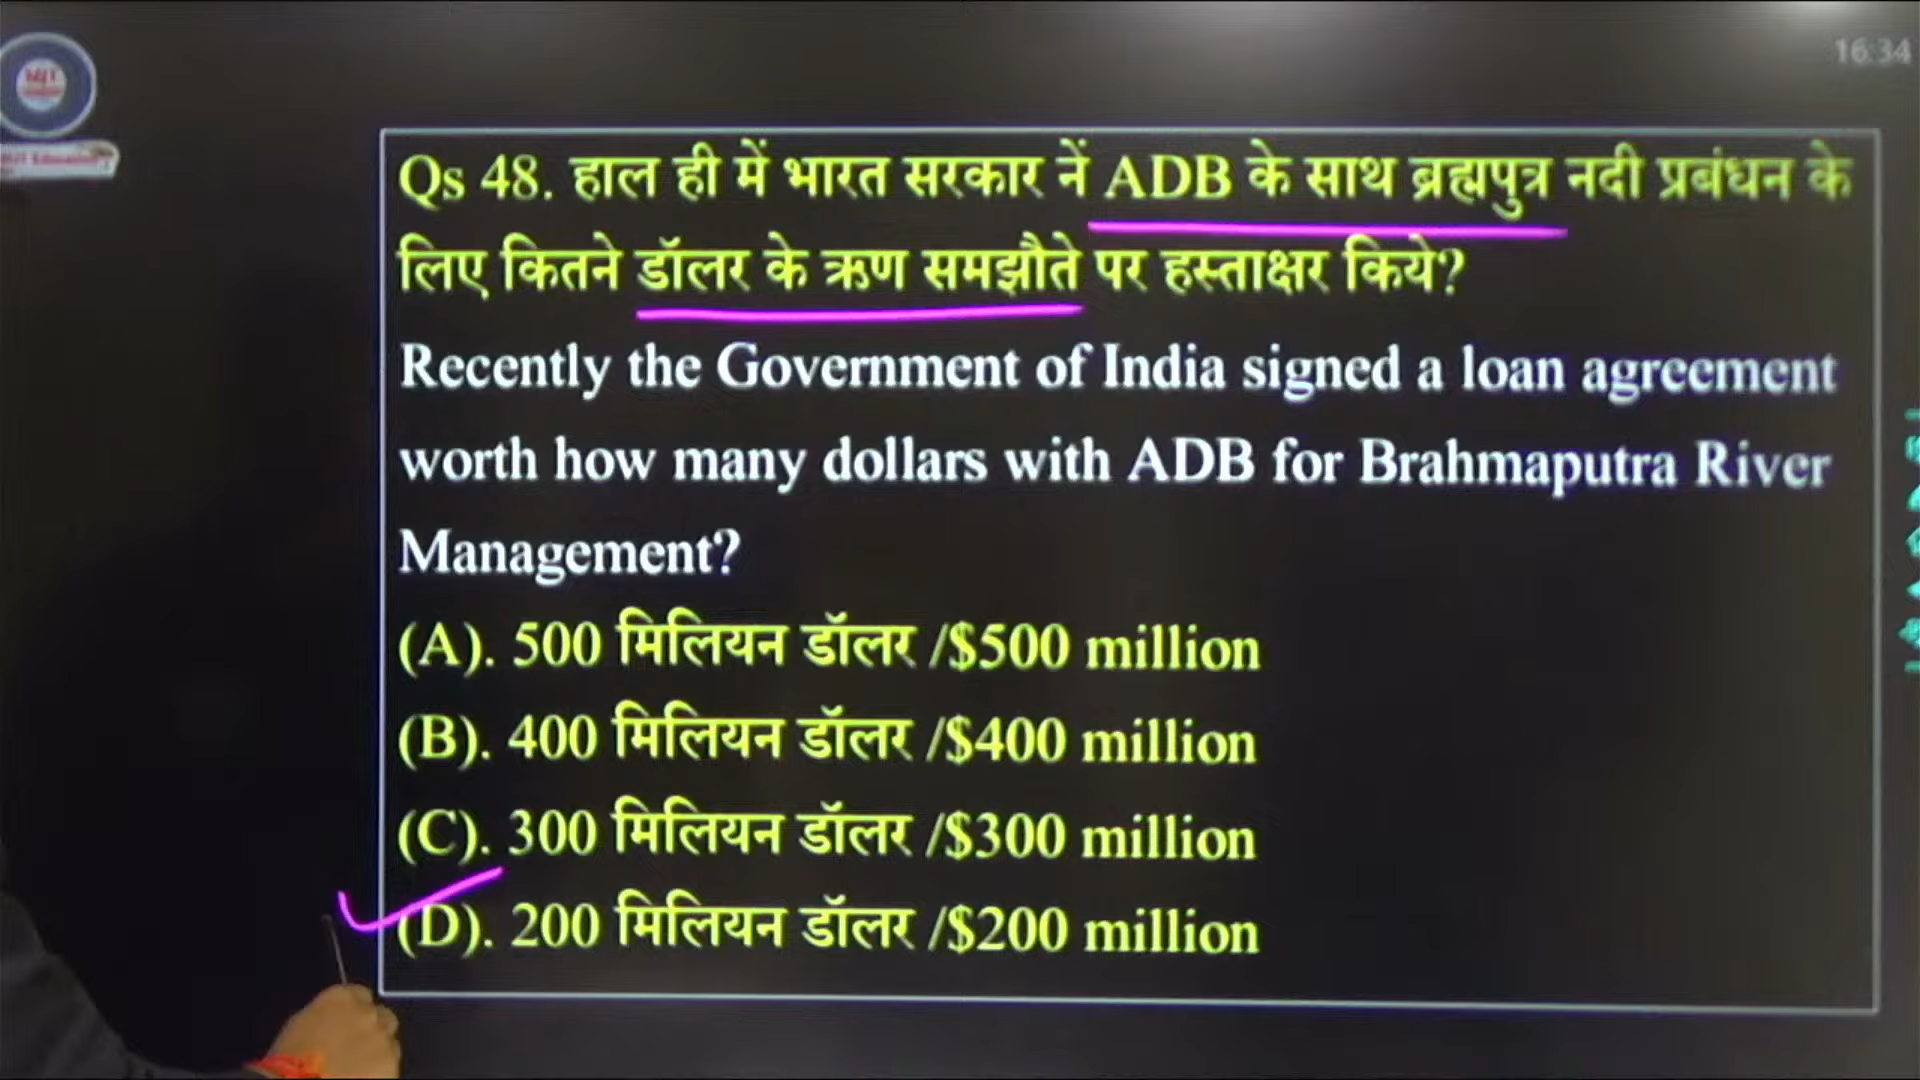 16:34
Qs 48. हाल ही में भारत सरकार नें ADB के साथ ब्रह्मपुत्र नदी प्रबंधन के
लिए कितने डॉलर के ऋण समझौते पर हस्ताक्षर किये?
Recently the Government of India signed a loan agreement
worth how many dollars with ADB for Brahmaputra River
Management?
(A). 500 मिलियन डॉलर /$500 million
(B). 400 मिलियन डॉलर /$400 million
(C). 300 मिलियन डॉलर /$300 million
(D). 200 मिलियन डॉलर /$200 million